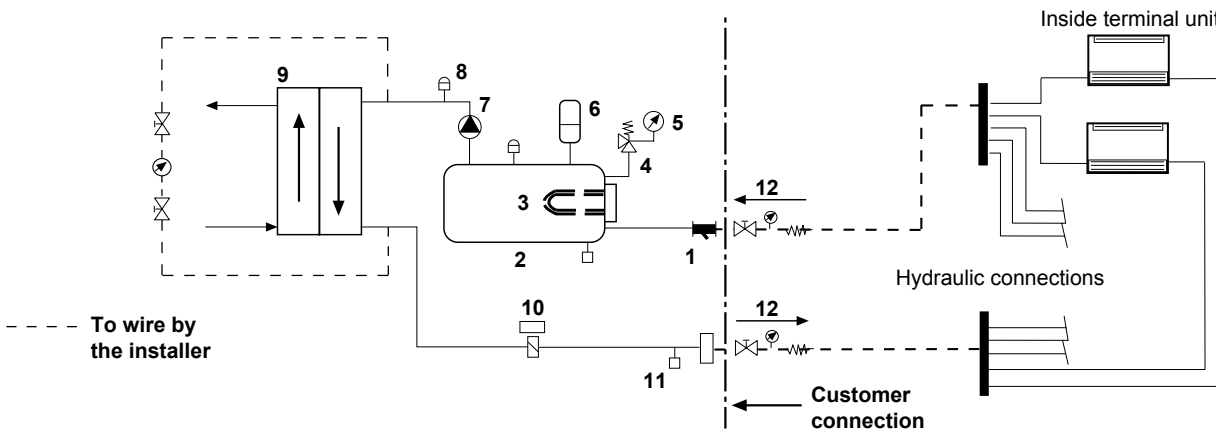 Inside terminal unit
9
8
7
6
5
4
3
12
2
1
Hydraulic connections
10
12
To wire by
the installer
11
Customer
connection